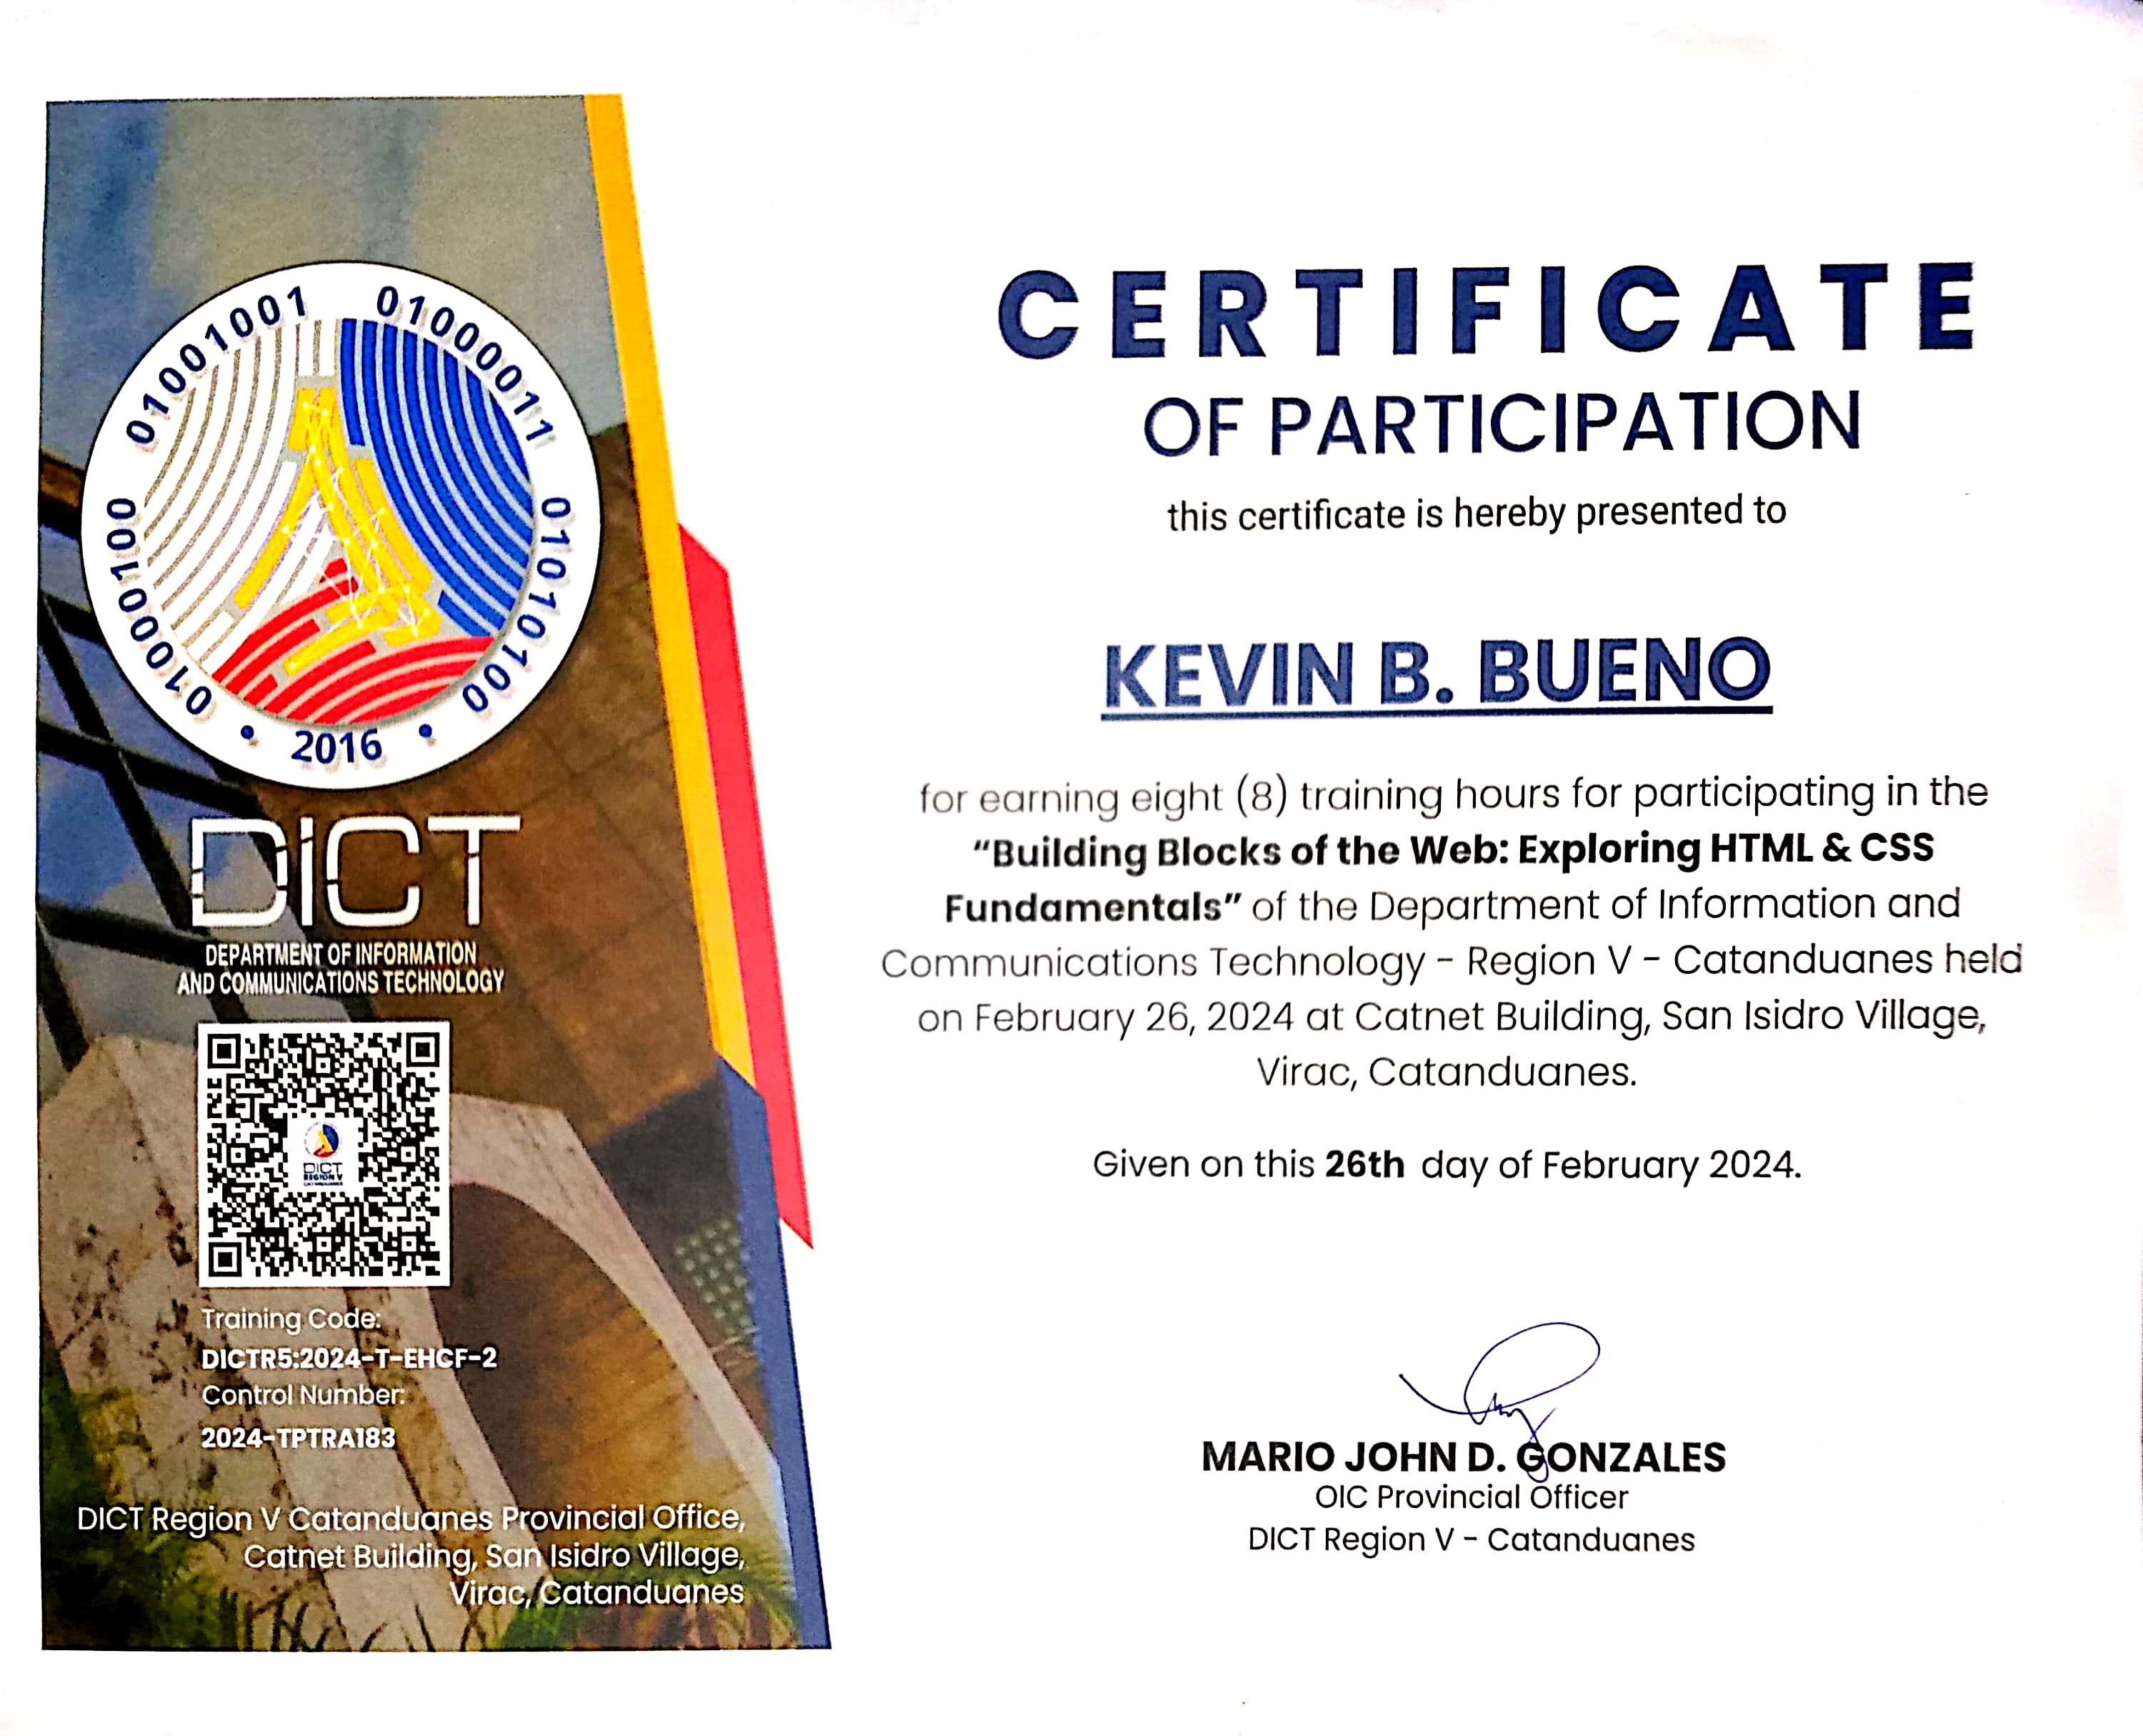 01001001 01000011
01000100 01010100
2016
DICT
DEPARTMENT OF INFORMATION
AND COMMUNICATIONS TECHNOLOGY
DICT
REGION V
Training Code:
DICTR5:2024-T-EHCF-2
Control Number:
2024-TPTRA183
DICT Region V Catanduanes Provincial Office,
Catnet Building, San Isidro Village,
Virac, Catanduanes
CERTIFICATE
OF PARTICIPATION
this certificate is hereby presented to
KEVIN B. BUENO
for earning eight (8) training hours for participating in the
“Building Blocks of the Web: Exploring HTML & CSS
Fundamentals” of the Department of Information and
Communications Technology - Region V - Catanduanes held
on February 26, 2024 at Catnet Building, San Isidro Village,
Virac, Catanduanes.
Given on this 26th day of February 2024.
MARIO JOHN D. GONZALES
OIC Provincial Officer
DICT Region V - Catanduanes